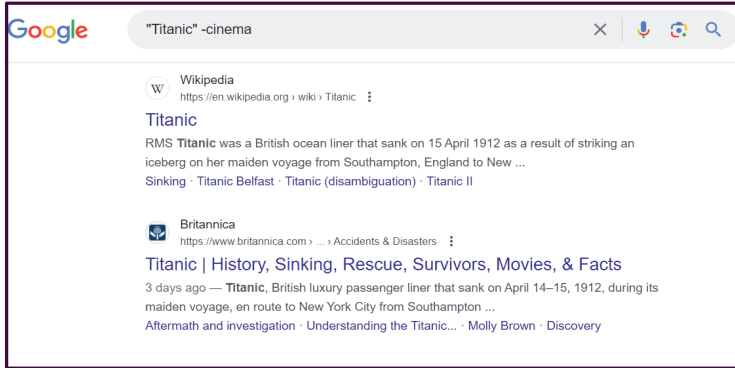 Google
"Titanic" -cinema
W
Wikipedia
https://en.wikipedia.org › wiki › Titanic
Titanic
RMS Titanic was a British ocean liner that sank on 15 April 1912 as a result of striking an
iceberg on her maiden voyage from Southampton, England to New ...
Sinking · Titanic Belfast · Titanic (disambiguation) · Titanic II
Britannica
https://www.britannica.com › ... › Accidents & Disasters
Titanic | History, Sinking, Rescue, Survivors, Movies, & Facts
3 days ago — Titanic, British luxury passenger liner that sank on April 14–15, 1912, during its
maiden voyage, en route to New York City from Southampton ...
Aftermath and investigation · Understanding the Titanic... · Molly Brown · Discovery